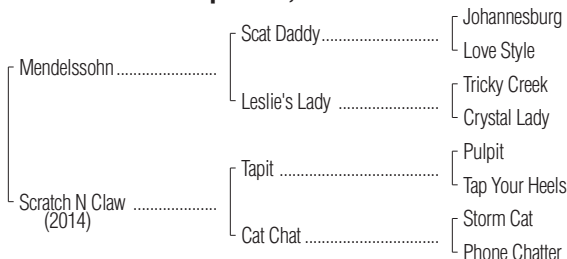 Johannesburg
Scat Daddy
Love Style
Mendelssohn
Tricky Creek
Leslie's Lady
Crystal Lady
Pulpit
Tapit
Tap Your Heels
Scratch N Claw
(2014)
Storm Cat
Cat Chat
Phone Chatter